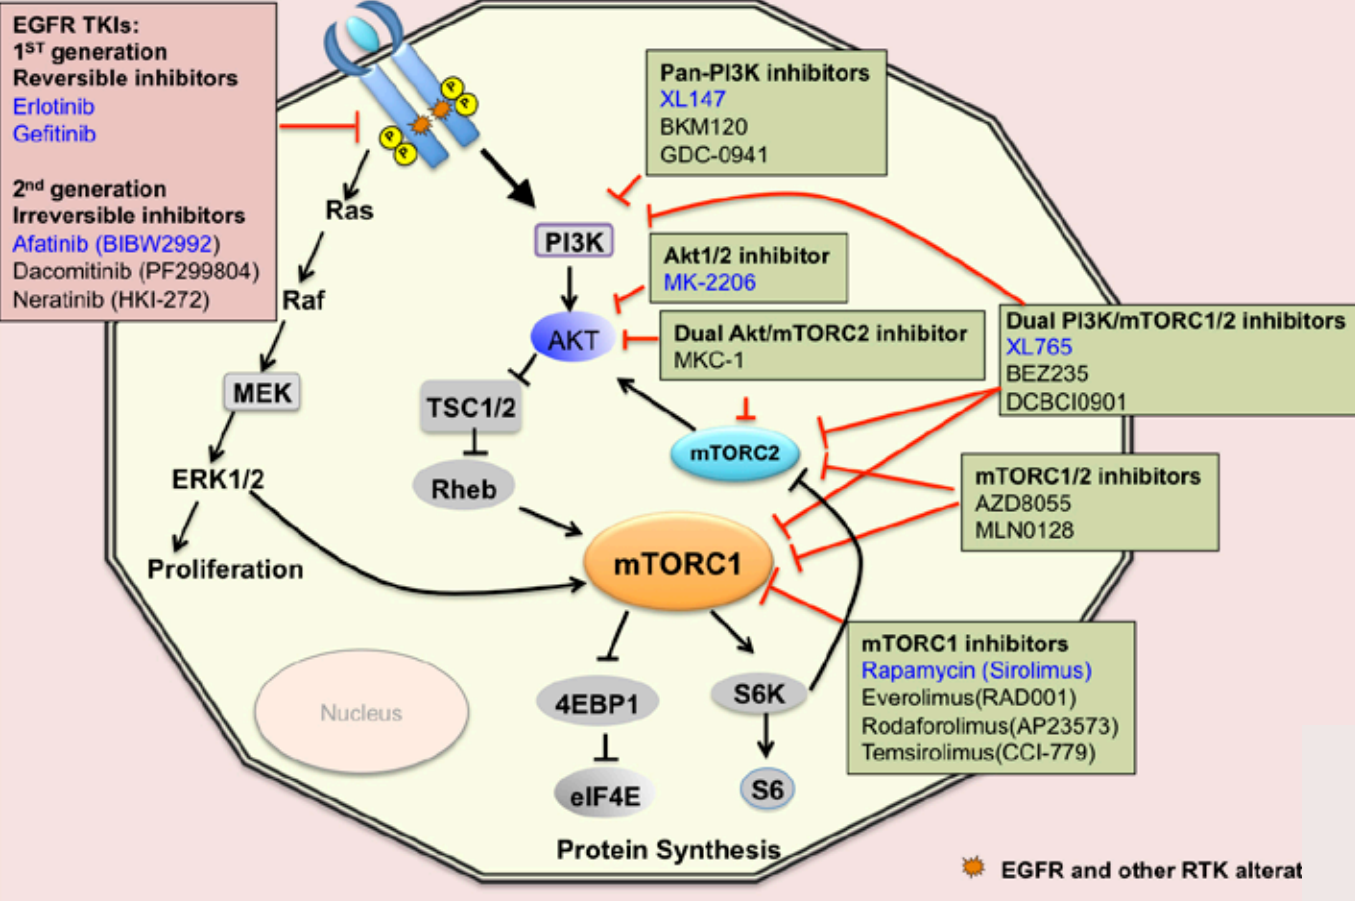 EGFR TKIs:
1ST generation
Reversible inhibitors
Erlotinib
Gefitinib
2nd generation
Irreversible inhibitors
Afatinib (BIBW2992)
Dacomitinib (PF299804)
Neratinib (HKI-272)
P
P
P
P
Pan-PI3K inhibitors
XL147
BKM120
GDC-0941
Ras
PI3K
Akt1/2 inhibitor
MK-2206
Raf
Dual PI3K/mTORC1/2 inhibitors
XL765
BEZ235
DCBCI0901
AKT
Dual Akt/mTORC2 inhibitor
MKC-1
MEK
TSC1/2
mTORC2
ERK1/2
Rheb
mTORC1/2 inhibitors
AZD8055
MLN0128
Proliferation
mTORC1
mTORC1 inhibitors
Rapamycin (Sirolimus)
Everolimus(RAD001)
Rodaforolimus(AP23573)
Temsirolimus(CCI-779)
Nucleus
4EBP1
S6K
eIF4E
S6
Protein Synthesis
EGFR and other RTK alterat